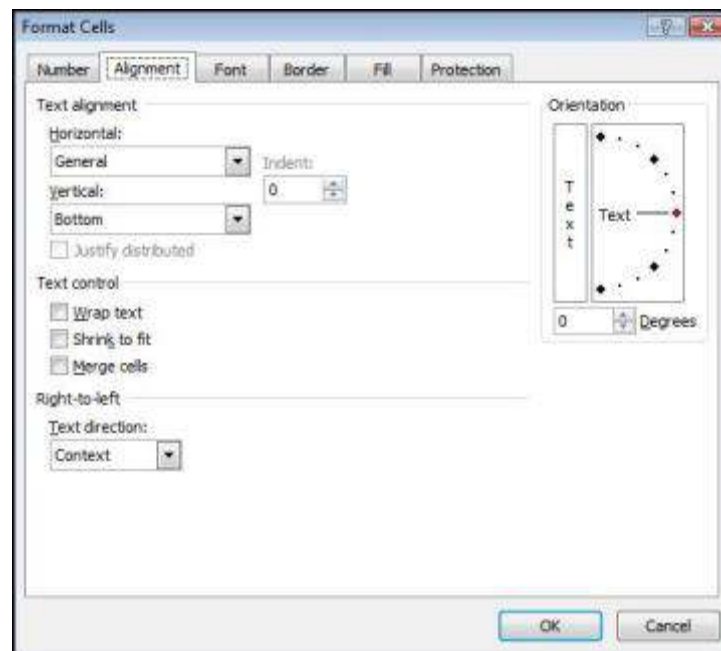 Format Cells
Number Alignment Font Border Fill Protection
Text alignment
Horizontal:
General
Indent:
0
Vertical:
Bottom
Justify distributed
Text control
Wrap text
Shrink to fit
Merge cells
Right-to-left
Text direction:
Context
Orientation
Text
Text
0 Degrees
OK Cancel